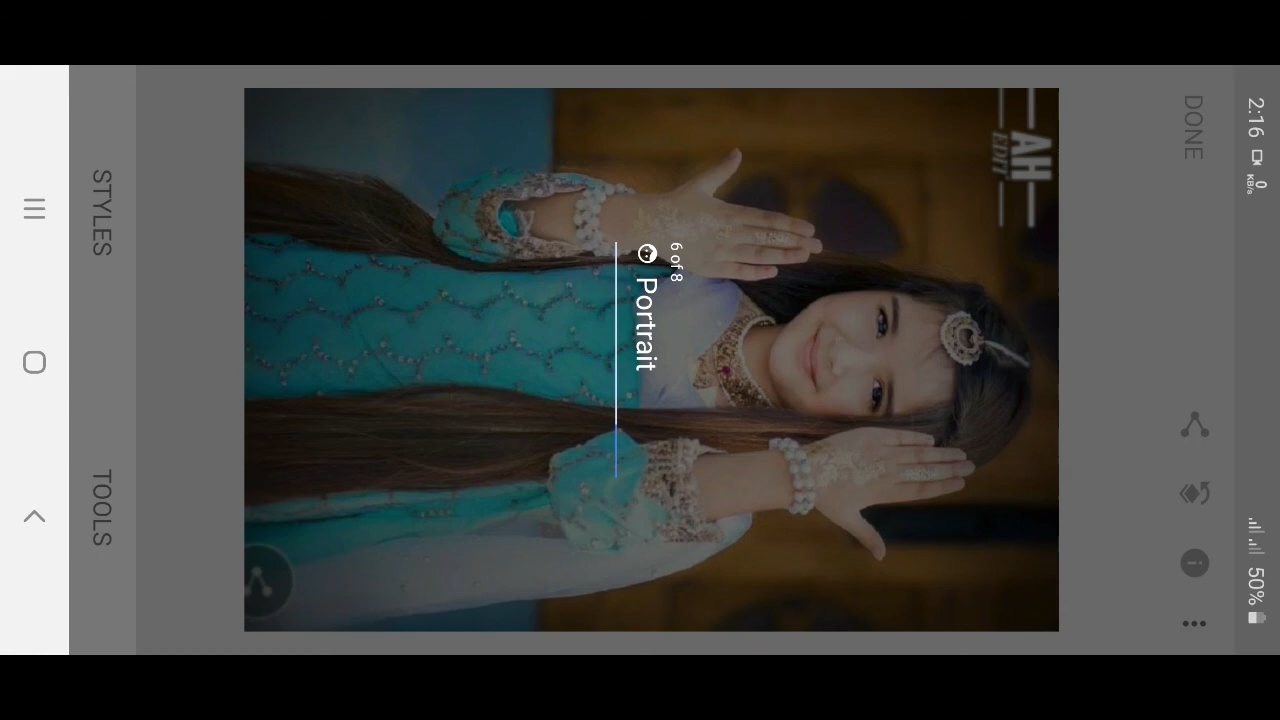 2:16
0
KB/s
50%
DONE
AH
EDIT
6 of 8
Portrait
STYLES
TOOLS